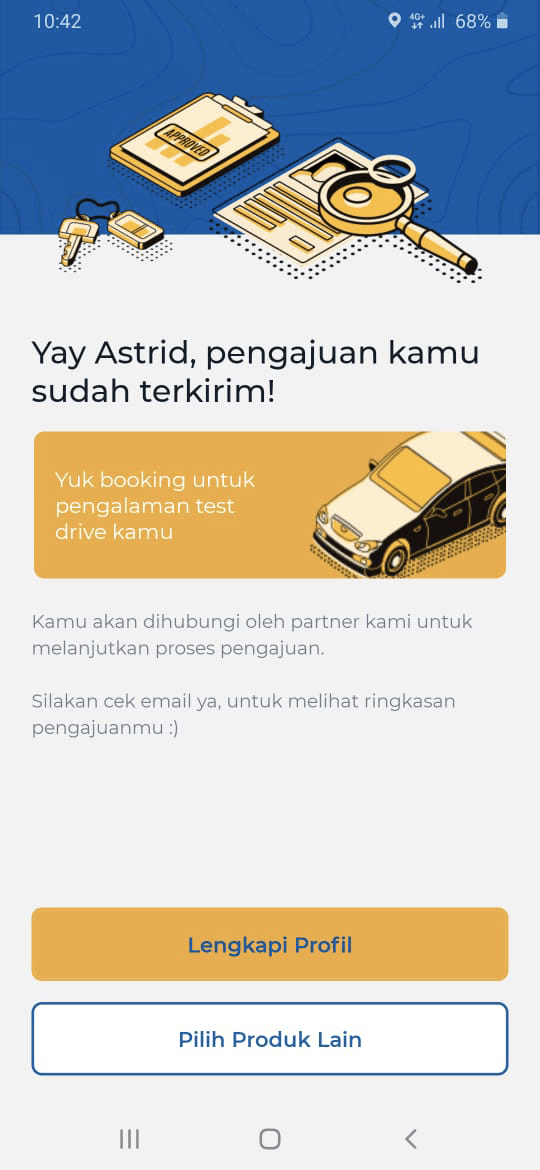 10:42
4G+
68%
APPROVED
Yay Astrid, pengajuan kamu
sudah terkirim!
Yuk booking untuk
pengalaman test
drive kamu
Kamu akan dihubungi oleh partner kami untuk
melanjutkan proses pengajuan.
Silakan cek email ya, untuk melihat ringkasan
pengajuanmu :)
Lengkapi Profil
Pilih Produk Lain